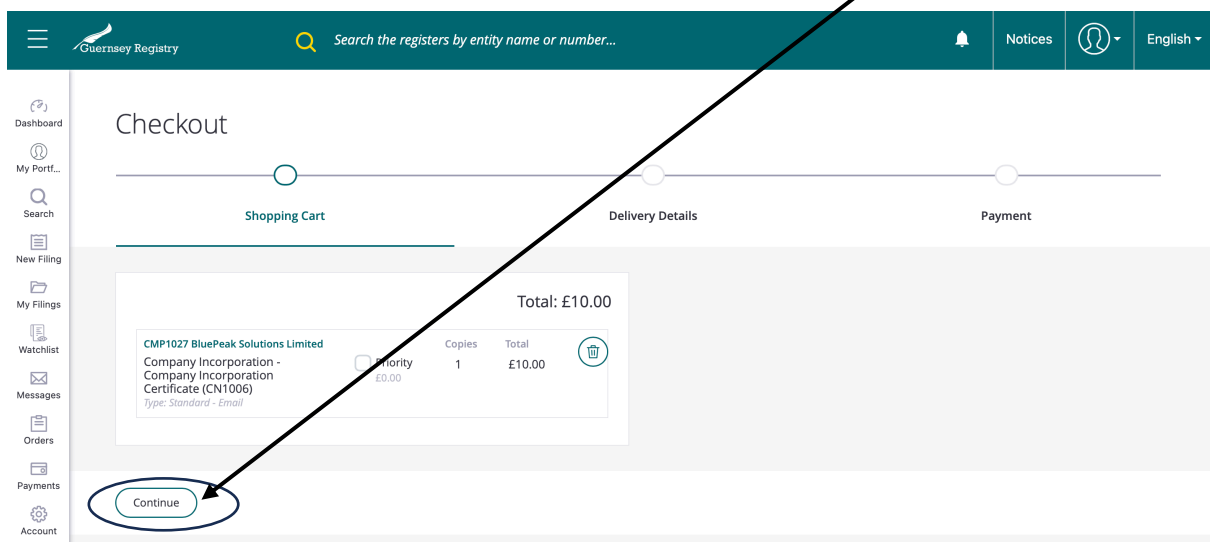 Guernsey Registry
Search the registers by entity name or number...
Notices
English
Dashboard
My Portf...
Search
New Filing
My Filings
Watchlist
Messages
Orders
Payments
Account
Checkout
Shopping Cart
Delivery Details
Payment
Total: £10.00
CMP1027 BluePeak Solutions Limited
Company Incorporation -
Company Incorporation
Certificate (CN1006)
Type: Standard - Email
Priority
£0.00
Copies
1
Total
£10.00
Continue